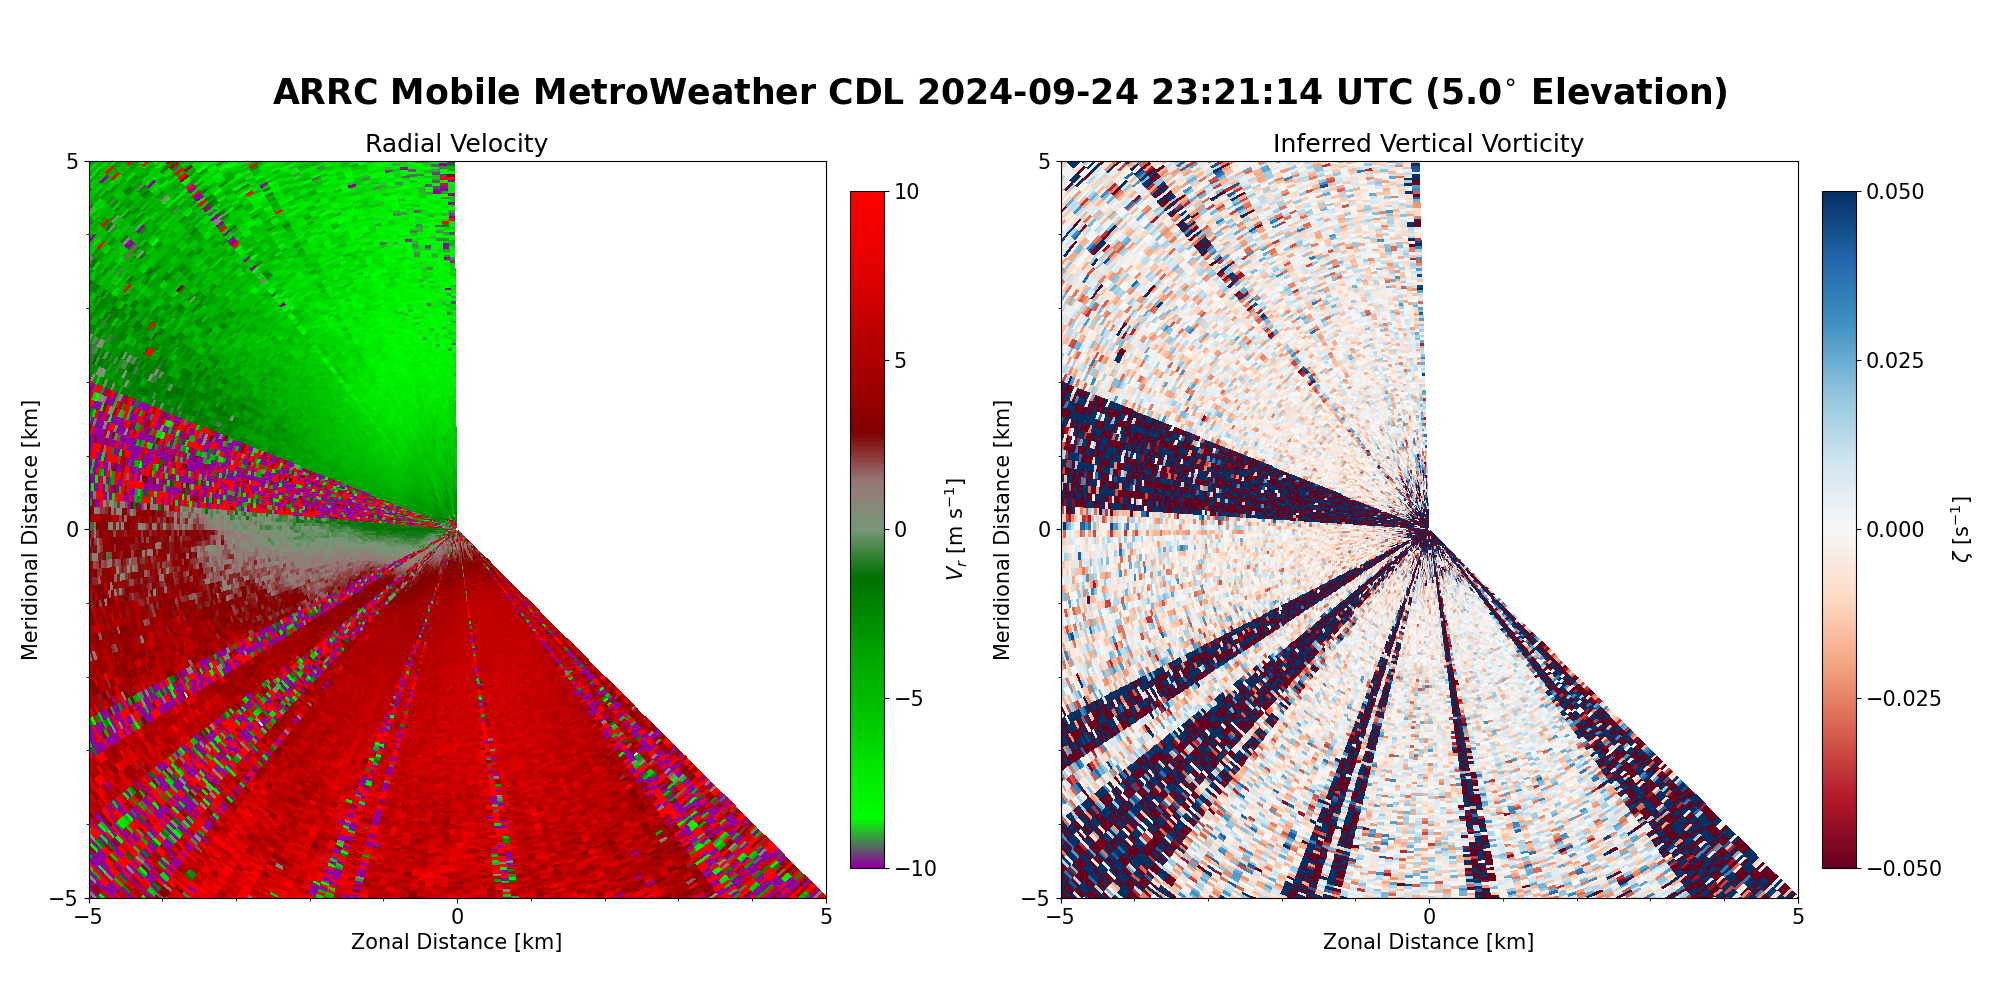 ARRC Mobile MetroWeather CDL 2024-09-24 23:21:14 UTC (5.0° Elevation)
Radial Velocity
5
0
−5
−5
0
5
Meridional Distance [km]
Zonal Distance [km]
10
5
0
−5
−10
V_r [m s⁻¹]
Inferred Vertical Vorticity
5
0
−5
−5
0
5
Meridional Distance [km]
Zonal Distance [km]
0.050
0.025
0.000
−0.025
−0.050
ζ [s⁻¹]